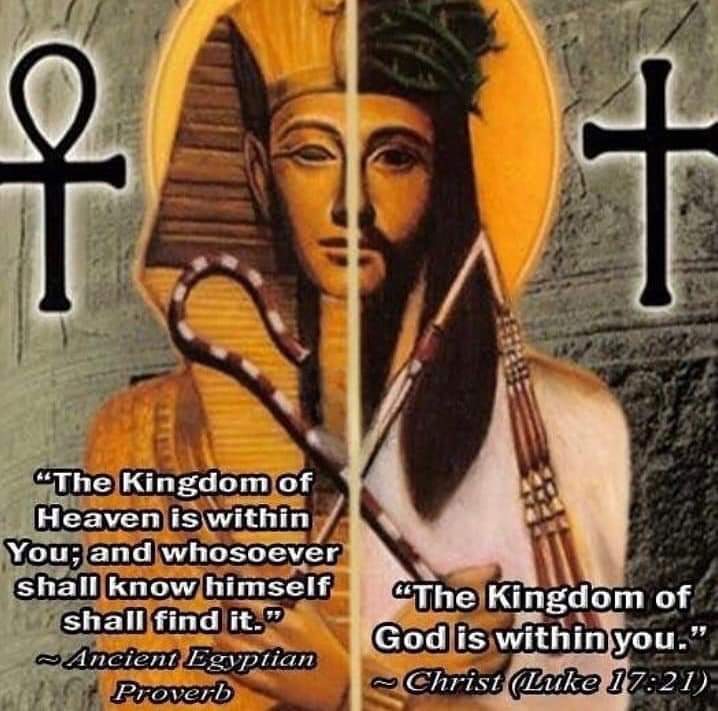 “The Kingdom of
Heaven is within
You; and whosoever
shall know himself
shall find it.”
~ Ancient Egyptian
Proverb
“The Kingdom of
God is within you.”
~ Christ (Luke 17:21)